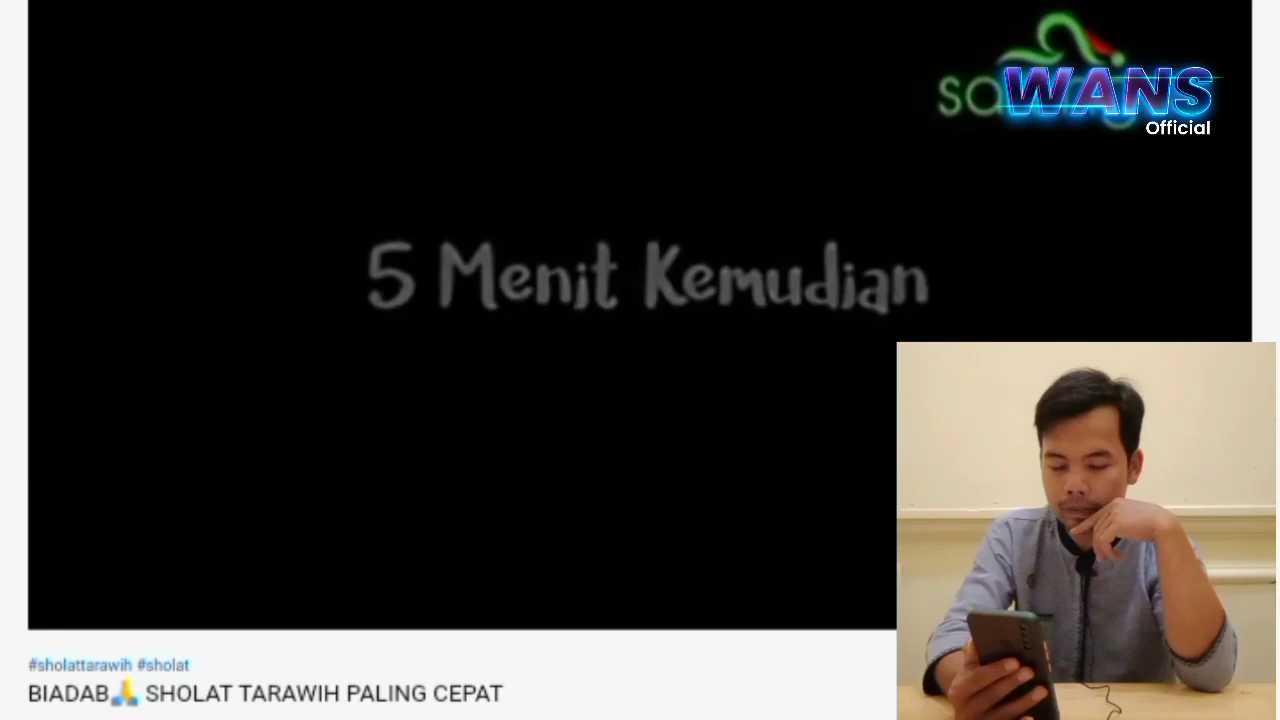 WANS
Official
5 Menit Kemudian
#sholattarawih #sholat
BIADAB🙏 SHOLAT TARAWIH PALING CEPAT